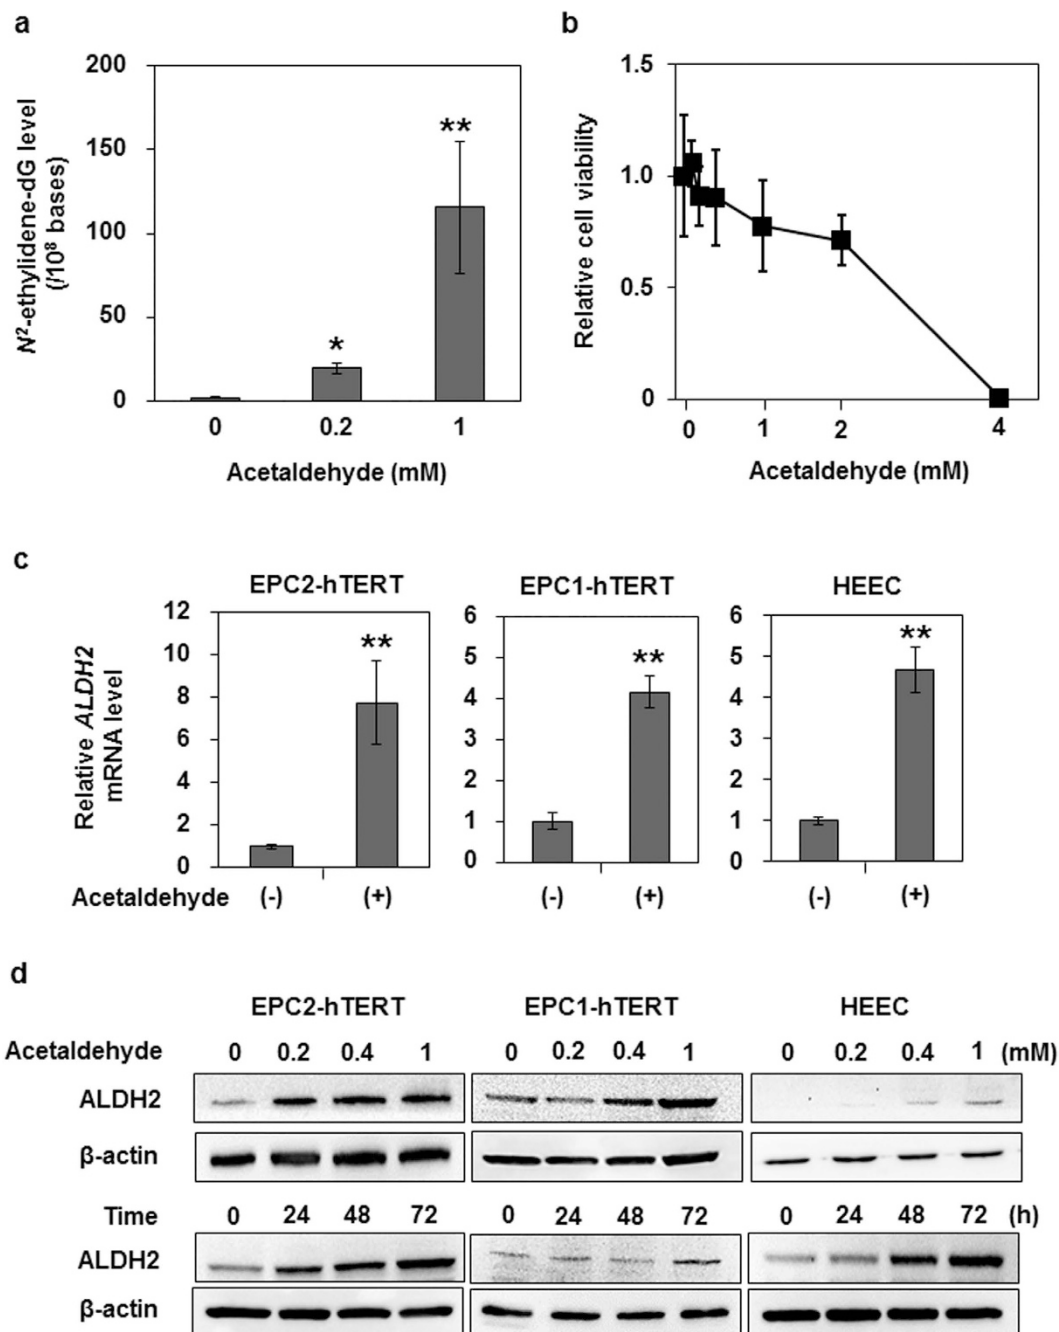 a
N²-ethylidene-dG level
(/10⁸ bases)
200
150
100
50
0
*
**
0 0.2 1
Acetaldehyde (mM)
b
Relative cell viability
1.5
1.0
0.5
0
0 1 2 4
Acetaldehyde (mM)
c
EPC2-hTERT EPC1-hTERT HEEC
Relative ALDH2
mRNA level
12
10
8
6
4
2
0
**
6
5
4
3
2
1
0
**
6
5
4
3
2
1
0
**
Acetaldehyde (-) (+) (-) (+) (-) (+)
d
EPC2-hTERT EPC1-hTERT HEEC
Acetaldehyde 0 0.2 0.4 1 0 0.2 0.4 1 0 0.2 0.4 1 (mM)
ALDH2
β-actin
Time 0 24 48 72 0 24 48 72 0 24 48 72 (h)
ALDH2
β-actin